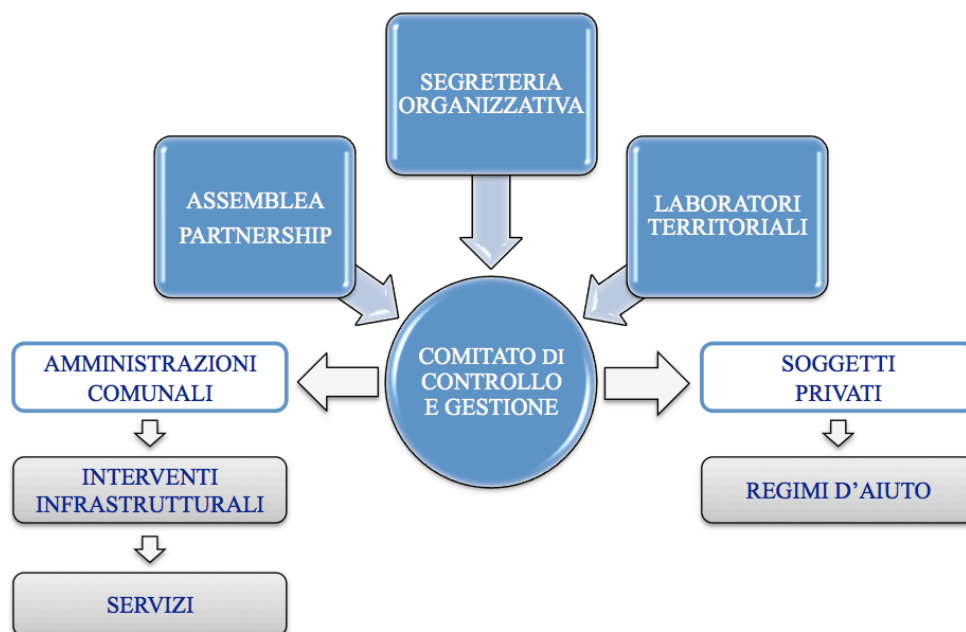 SEGRETERIA
ORGANIZZATIVA
ASSEMBLEA
PARTNERSHIP
LABORATORI
TERRITORIALI
COMITATO DI
CONTROLLO
E GESTIONE
AMMINISTRAZIONI
COMUNALI
SOGGETTI
PRIVATI
INTERVENTI
INFRASTRUTTURALI
REGIMI D’AIUTO
SERVIZI